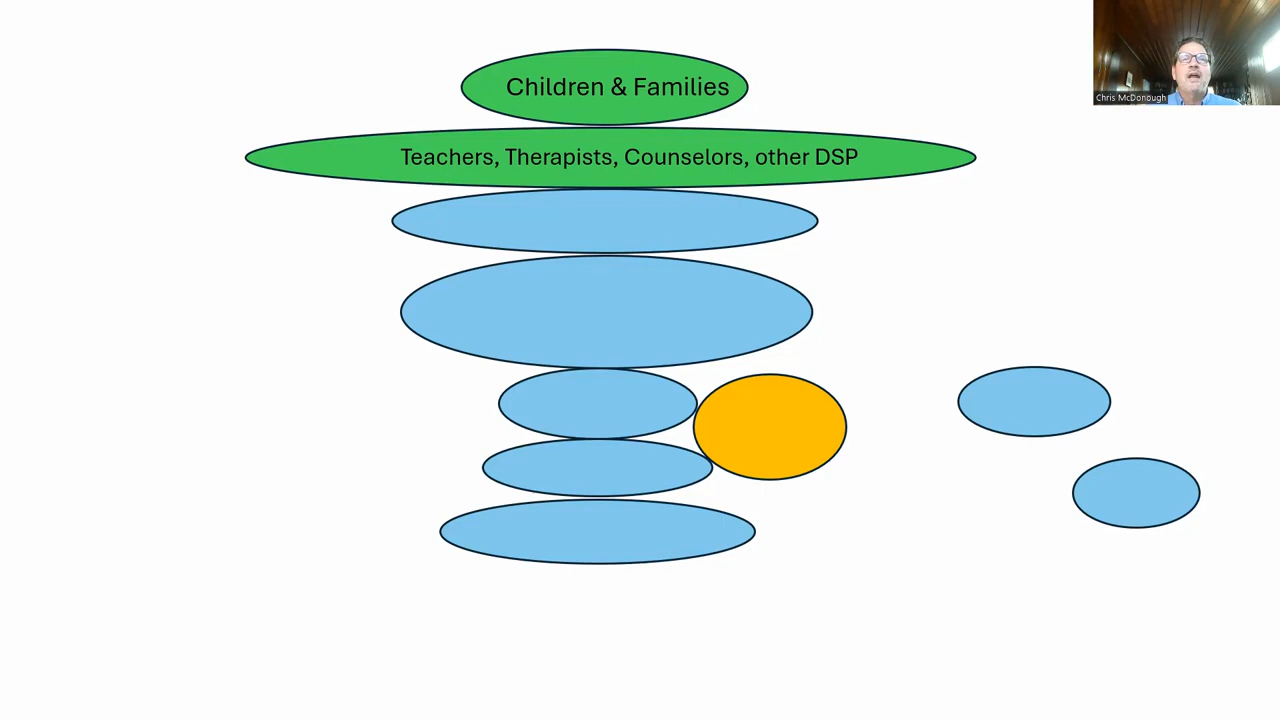 Children & Families
Chris McDonough
Teachers, Therapists, Counselors, other DSP